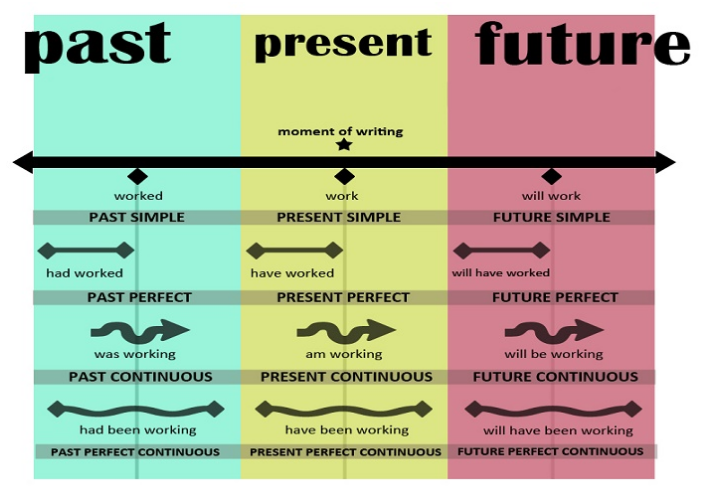 past present future
moment of writing
worked work will work
PAST SIMPLE PRESENT SIMPLE FUTURE SIMPLE
had worked have worked will have worked
PAST PERFECT PRESENT PERFECT FUTURE PERFECT
was working am working will be working
PAST CONTINUOUS PRESENT CONTINUOUS FUTURE CONTINUOUS
had been working have been working will have been working
PAST PERFECT CONTINUOUS PRESENT PERFECT CONTINUOUS FUTURE PERFECT CONTINUOUS